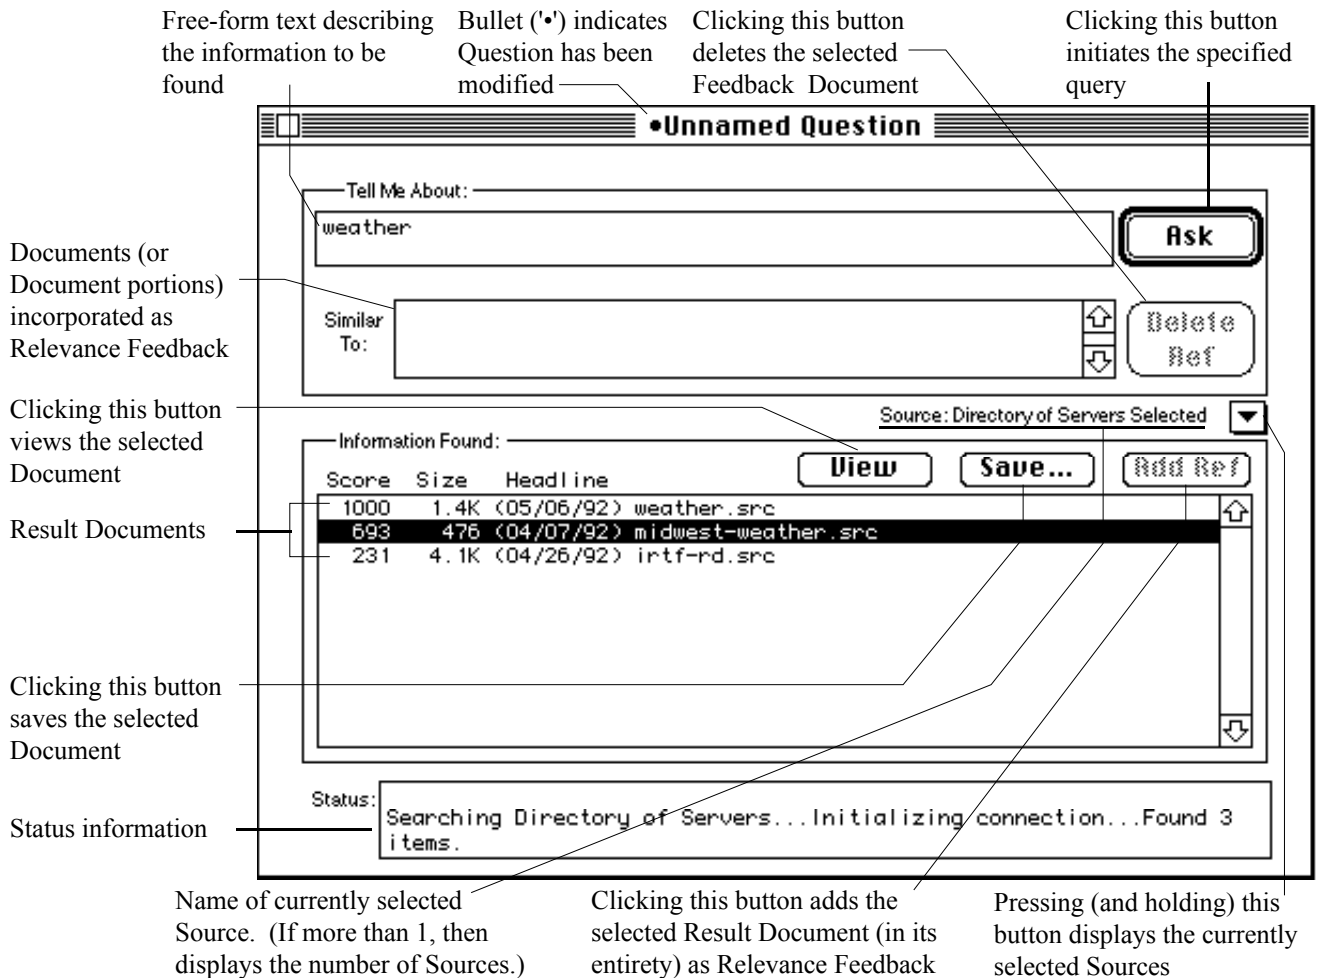 Free-form text describing
the information to be
found
Bullet ('•') indicates
Question has been
modified
Clicking this button
deletes the selected
Feedback Document
Clicking this button
initiates the specified
query
•Unnamed Question
Tell Me About:
weather
Ask
Documents (or
Document portions)
incorporated as
Relevance Feedback
Similar
To:
Delete
Ref
Clicking this button
views the selected
Document
Source: Directory of Servers Selected
Information Found:
View
Save...
Add Ref
Score Size Headline
Result Documents
1000 1.4K (05/06/92) weather.src
693 476 (04/07/92) midwest-weather.src
231 4.1K (04/26/92) irtf-rd.src
Clicking this button
saves the selected
Document
Status information
Status:
Searching Directory of Servers...Initializing connection...Found 3
items.
Name of currently selected
Source. (If more than 1, then
displays the number of Sources.)
Clicking this button adds the
selected Result Document (in its
entirety) as Relevance Feedback
Pressing (and holding) this
button displays the currently
selected Sources